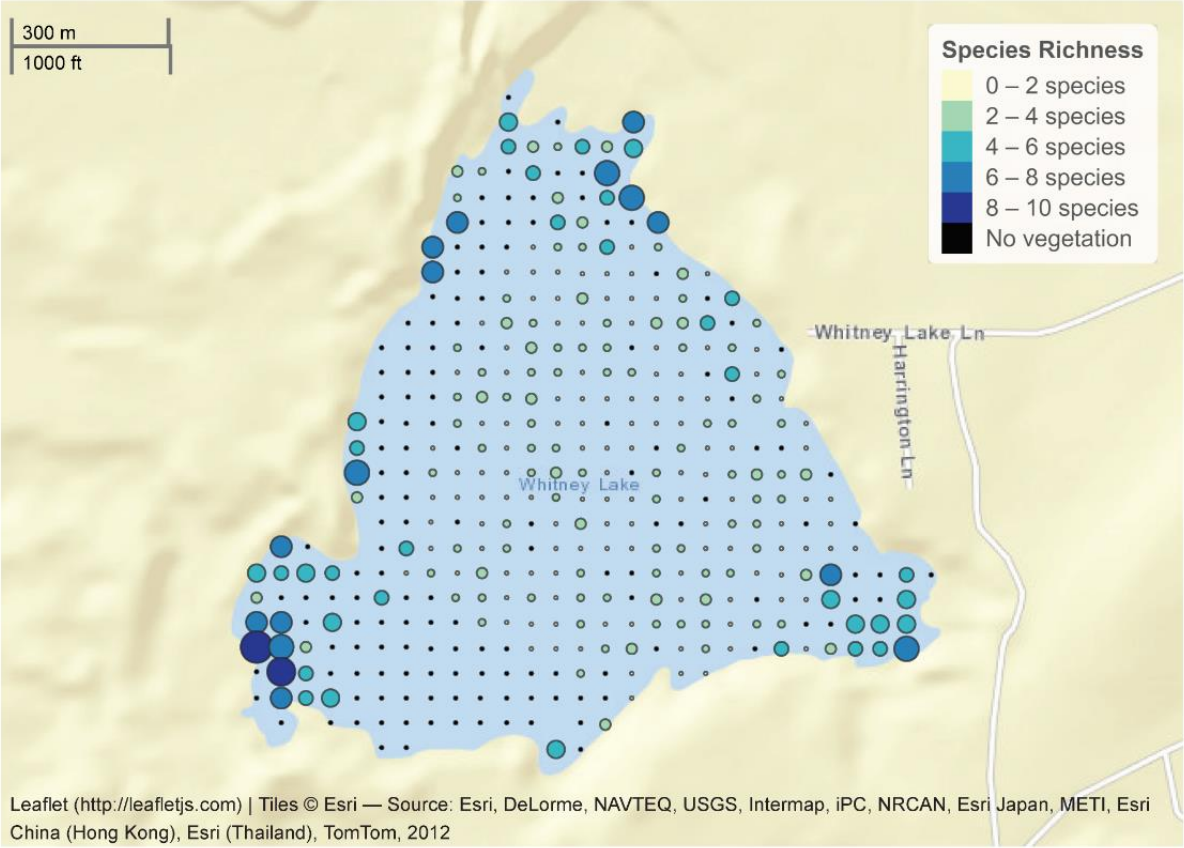 300 m
1000 ft
Species Richness
0 – 2 species
2 – 4 species
4 – 6 species
6 – 8 species
8 – 10 species
No vegetation
Whitney Lake Ln
Harrington Ln
Whitney Lake
Leaflet (http://leafletjs.com) | Tiles © Esri — Source: Esri, DeLorme, NAVTEQ, USGS, Intermap, iPC, NRCAN, Esri Japan, METI, Esri
China (Hong Kong), Esri (Thailand), TomTom, 2012